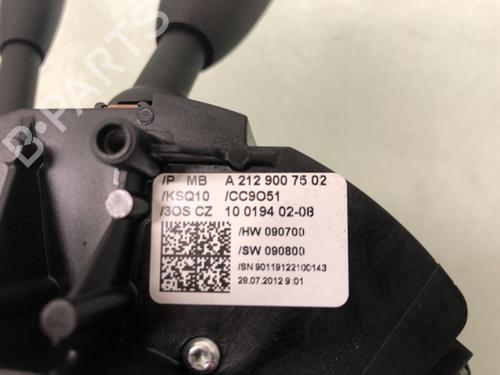 B-PARTS
/P MB A 212 900 75 02
/KSQ10 /CC9O51
/3OS CZ 10 0194 02-08
/HW 090700
/SW 090800
/SN 90119122100143
28.07.2012 9:01